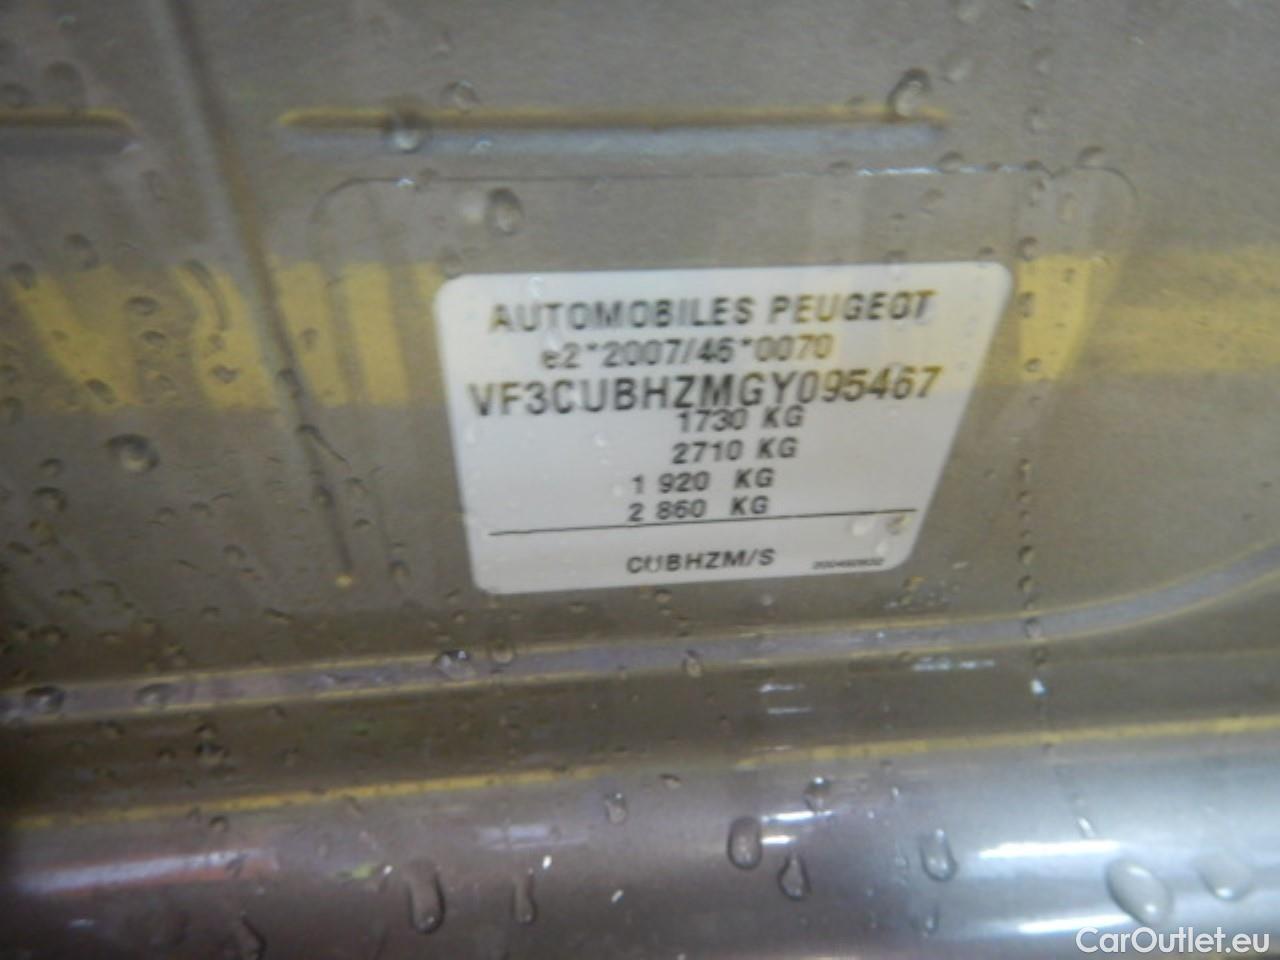 AUTOMOBILES PEUGEOT
e2*2007/46*0070
VF3CUBHZMGY095467
1730 KG
2710 KG
1 920 KG
2 860 KG
CUBHZM/S
CarOutlet.eu